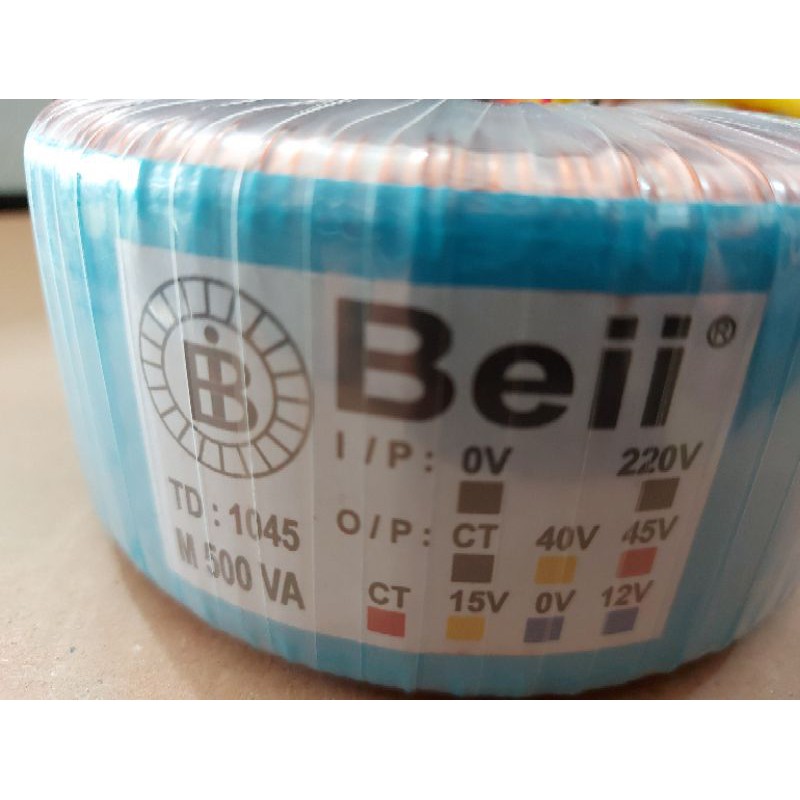 Beii®
I / P : 0V 220V
TD : 1045
O / P : CT 40V 45V
M 500 VA
CT 15V 0V 12V